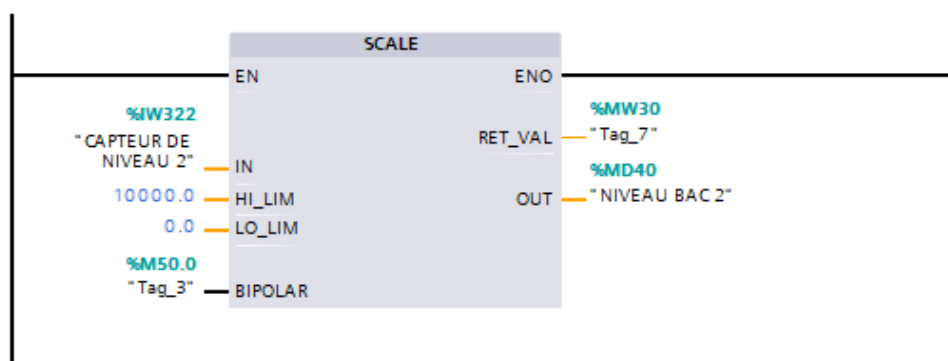 SCALE
EN ENO
%IW322
"CAPTEUR DE
NIVEAU 2"
IN
%MW30
"Tag_7"
RET_VAL
%MD40
"NIVEAU BAC 2"
OUT
10000.0 HI_LIM
0.0 LO_LIM
%M50.0
"Tag_3"
BIPOLAR